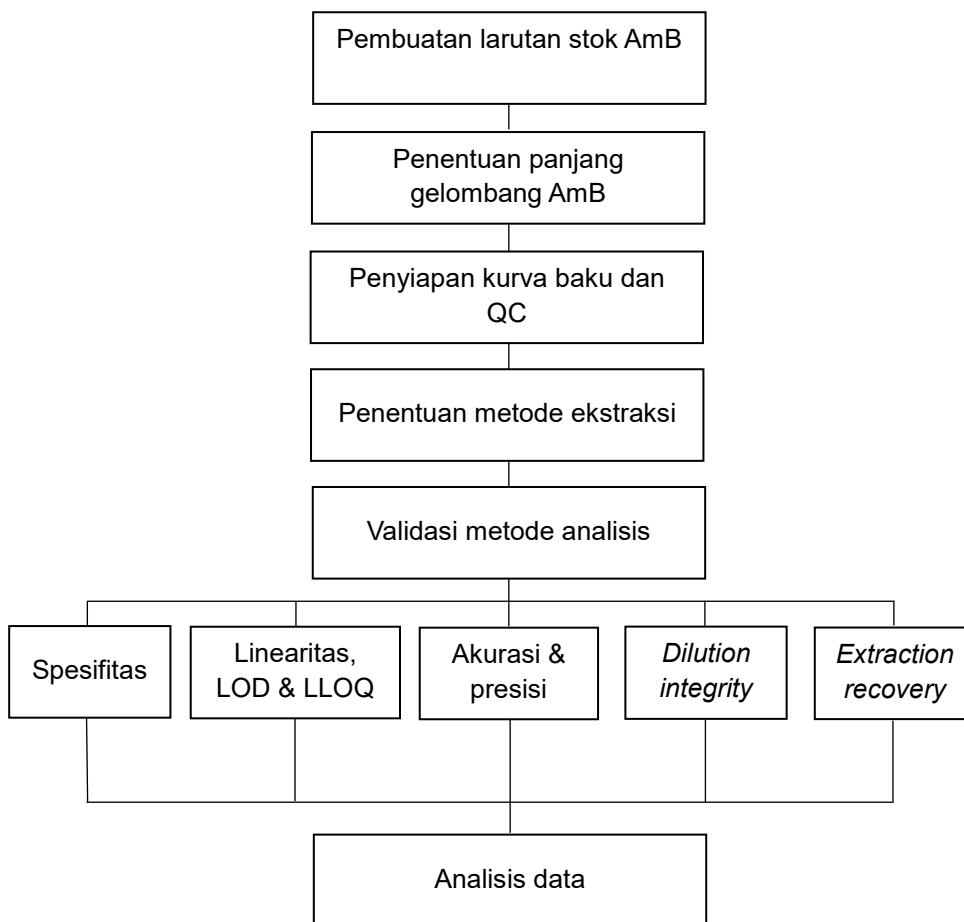 Pembuatan larutan stok AmB
Penentuan panjang
gelombang AmB
Penyiapan kurva baku dan
QC
Penentuan metode ekstraksi
Validasi metode analisis
Spesifitas
Linearitas,
LOD & LLOQ
Akurasi &
presisi
Dilution
integrity
Extraction
recovery
Analisis data